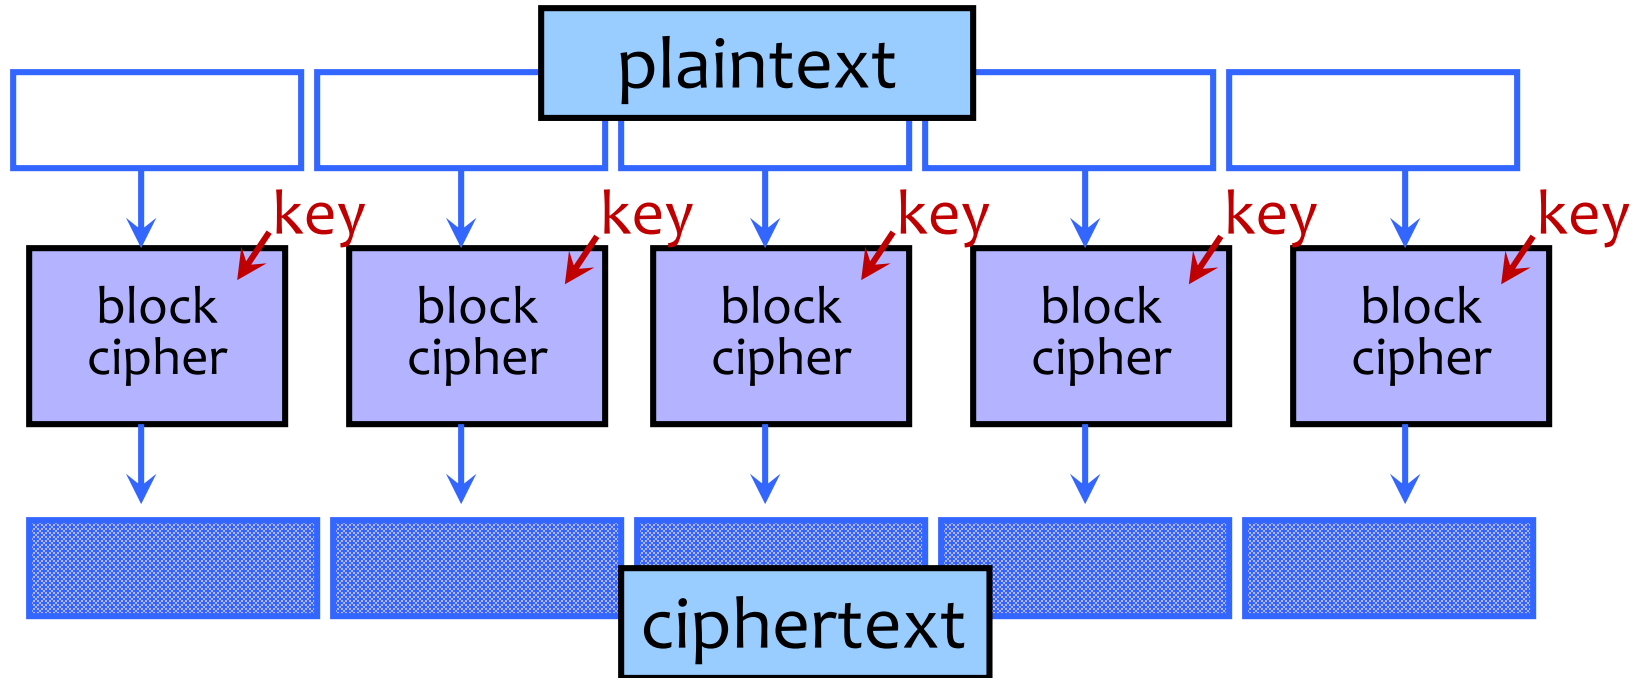 plaintext
key
key
key
key
key
block
cipher
block
cipher
block
cipher
block
cipher
block
cipher
ciphertext